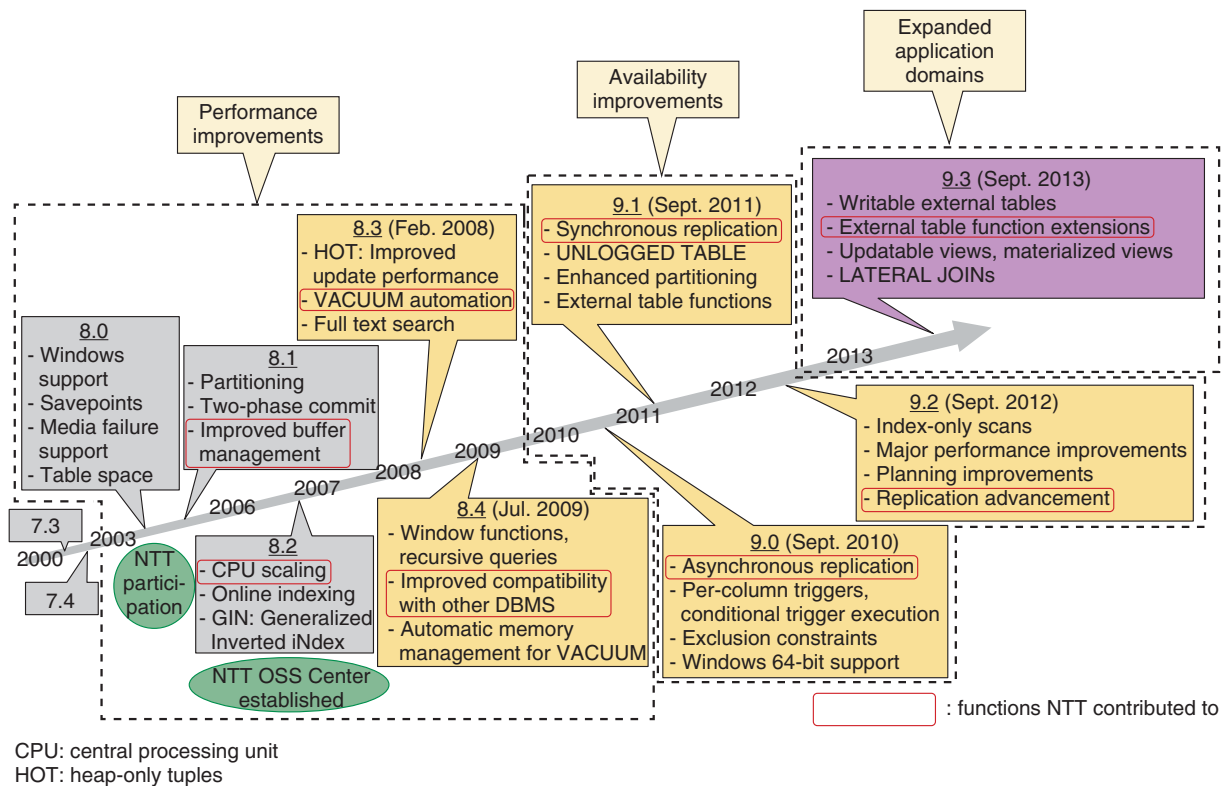 Expanded
application
domains
Availability
improvements
Performance
improvements
9.3 (Sept. 2013)
- Writable external tables
- External table function extensions
- Updatable views, materialized views
- LATERAL JOINs
9.1 (Sept. 2011)
- Synchronous replication
- UNLOGGED TABLE
- Enhanced partitioning
- External table functions
8.3 (Feb. 2008)
- HOT: Improved
update performance
- VACUUM automation
- Full text search
8.0
- Windows
support
- Savepoints
- Media failure
support
- Table space
8.1
- Partitioning
- Two-phase commit
- Improved buffer
management
2000
2003
2006
2007
2008
2009
2010
2011
2012
2013
7.3
7.4
NTT
partici-
pation
8.2
- CPU scaling
- Online indexing
- GIN: Generalized
Inverted iNdex
NTT OSS Center
established
8.4 (Jul. 2009)
- Window functions,
recursive queries
- Improved compatibility
with other DBMS
- Automatic memory
management for VACUUM
9.0 (Sept. 2010)
- Asynchronous replication
- Per-column triggers,
conditional trigger execution
- Exclusion constraints
- Windows 64-bit support
9.2 (Sept. 2012)
- Index-only scans
- Major performance improvements
- Planning improvements
- Replication advancement
: functions NTT contributed to
CPU: central processing unit
HOT: heap-only tuples